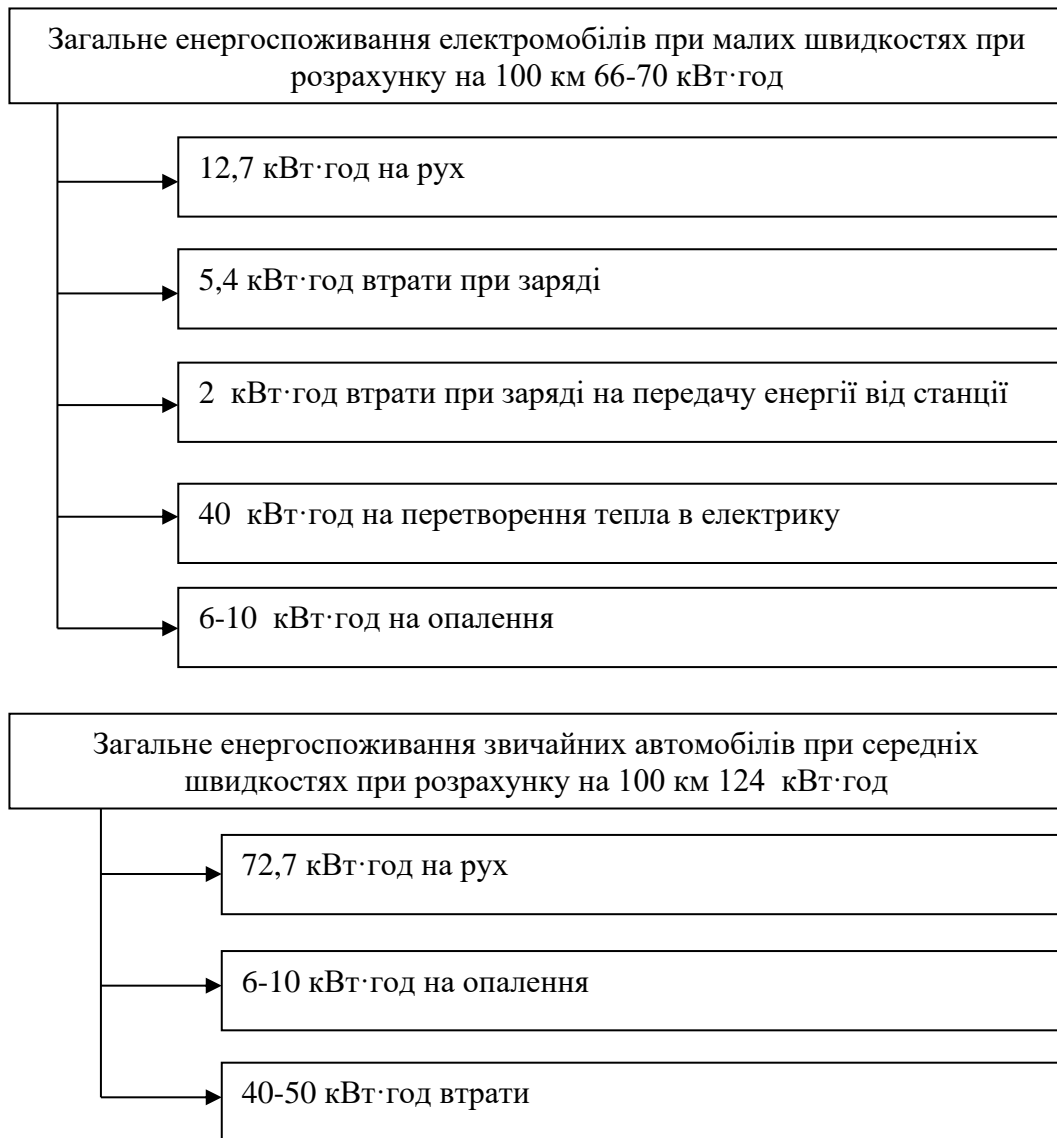 Загальне енергоспоживання електромобілів при малих швидкостях при
розрахунку на 100 км 66-70 кВт·год
12,7 кВт·год на рух
5,4 кВт·год втрати при заряді
2 кВт·год втрати при заряді на передачу енергії від станції
40 кВт·год на перетворення тепла в електрику
6-10 кВт·год на опалення
Загальне енергоспоживання звичайних автомобілів при середніх
швидкостях при розрахунку на 100 км 124 кВт·год
72,7 кВт·год на рух
6-10 кВт·год на опалення
40-50 кВт·год втрати